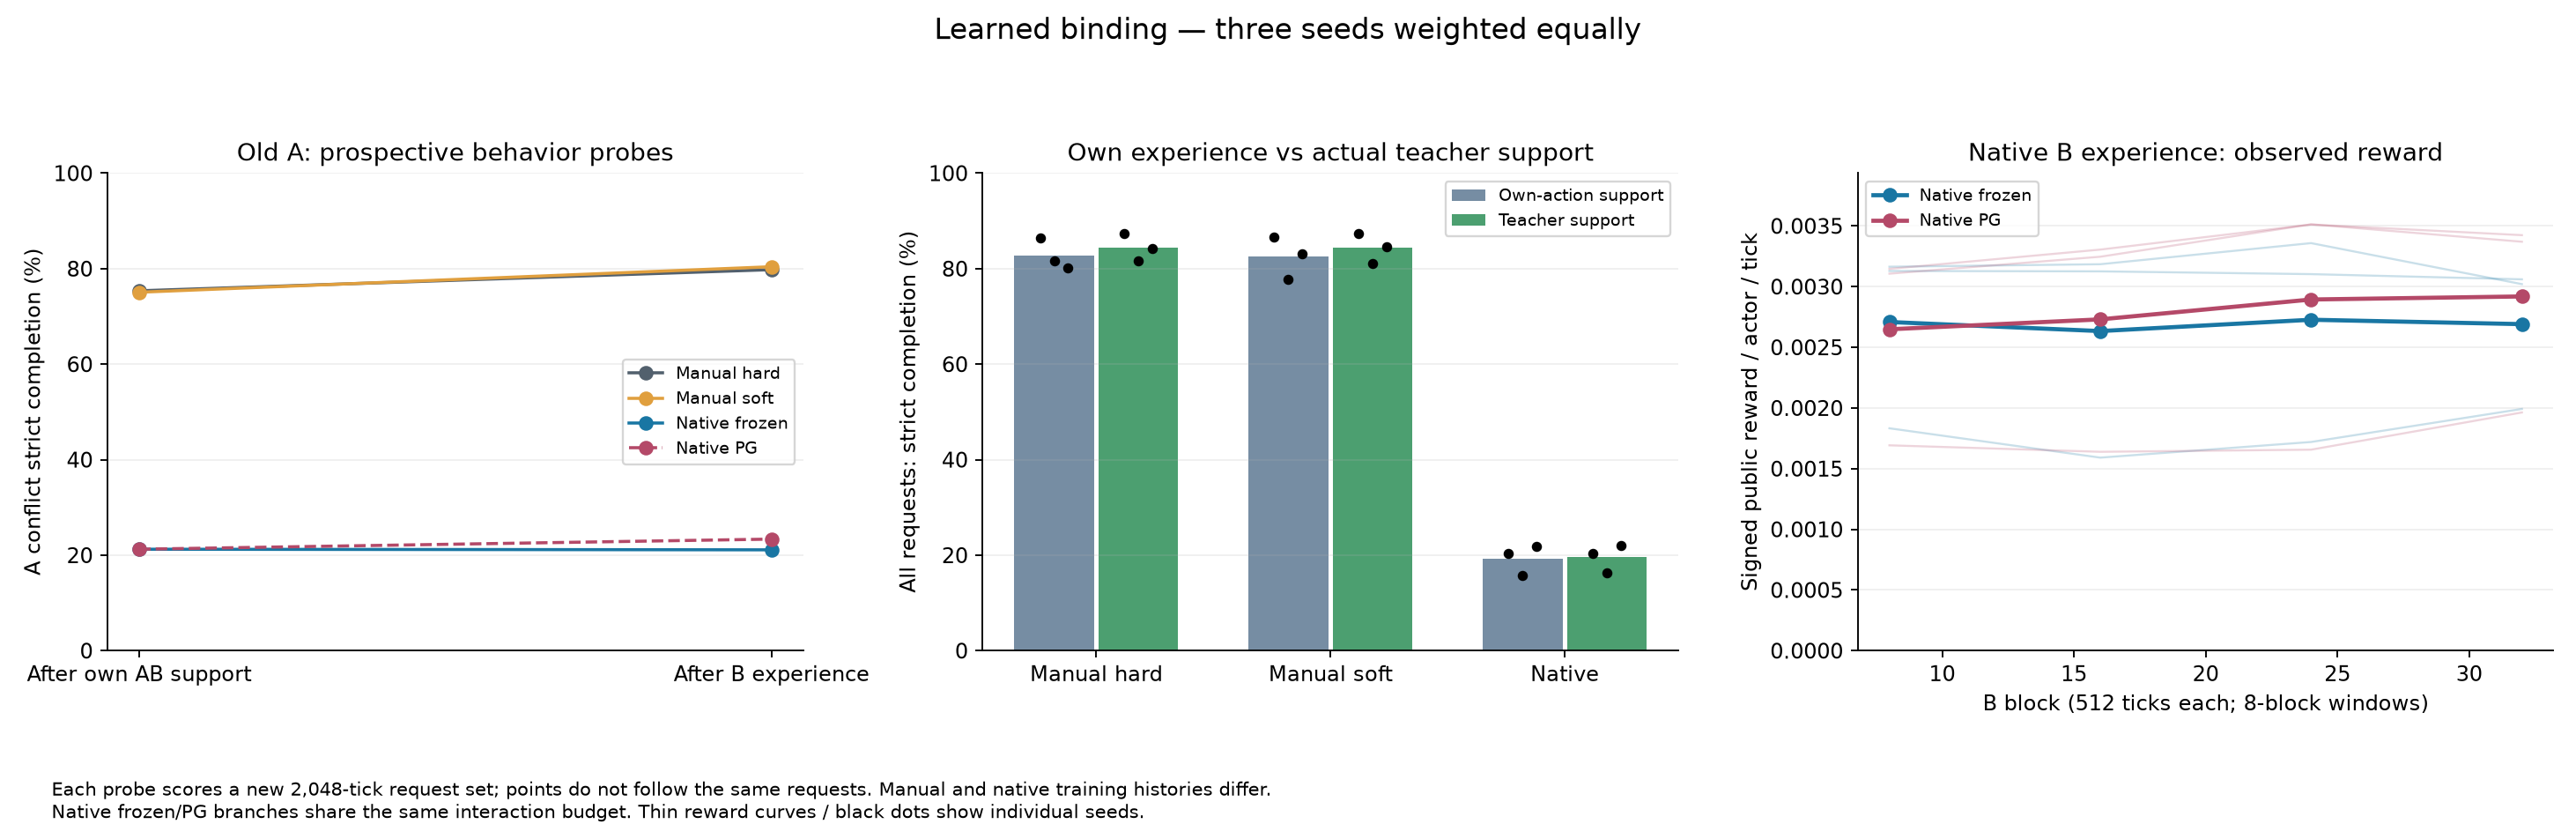 Learned binding — three seeds weighted equally
Old A: prospective behavior probes
A conflict strict completion (%)
100
80
60
40
20
0
After own AB support
After B experience
Manual hard
Manual soft
Native frozen
Native PG
Own experience vs actual teacher support
All requests: strict completion (%)
100
80
60
40
20
0
Manual hard
Manual soft
Native
Own-action support
Teacher support
Native B experience: observed reward
Signed public reward / actor / tick
0.0035
0.0030
0.0025
0.0020
0.0015
0.0010
0.0005
0.0000
10
15
20
25
30
B block (512 ticks each; 8-block windows)
Native frozen
Native PG
Each probe scores a new 2,048-tick request set; points do not follow the same requests. Manual and native training histories differ.
Native frozen/PG branches share the same interaction budget. Thin reward curves / black dots show individual seeds.